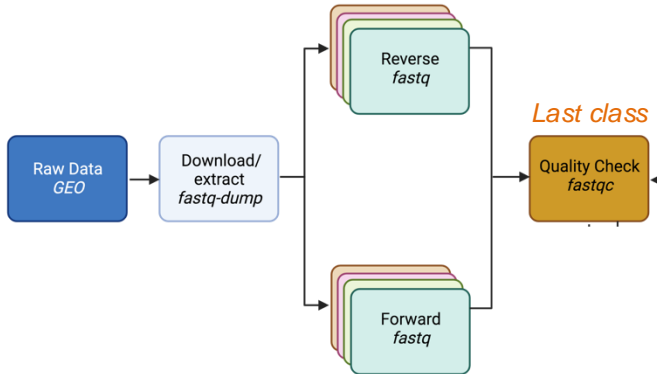 Reverse
fastq
Last class
Raw Data
GEO
Download/
extract
fastq-dump
Quality Check
fastqc
Forward
fastq